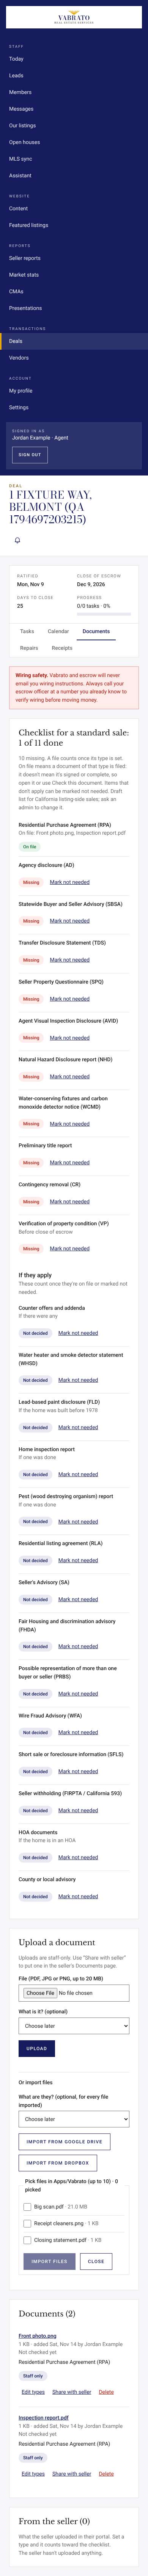 VABRATO
REAL ESTATE SERVICES
STAFF
Today
Leads
Members
Messages
Our listings
Open houses
MLS sync
Assistant
WEBSITE
Content
Featured listings
REPORTS
Seller reports
Market stats
CMAs
Presentations
TRANSACTIONS
Deals
Vendors
ACCOUNT
My profile
Settings
SIGNED IN AS
Jordan Example · Agent
SIGN OUT
DEAL
1 FIXTURE WAY,
BELMONT (QA
1794697203215)
RATIFIED
Mon, Nov 9
CLOSE OF ESCROW
Dec 9, 2026
DAYS TO CLOSE
25
PROGRESS
0/0 tasks · 0%
Tasks
Calendar
Documents
Repairs
Receipts
Wiring safety. Vabrato and escrow will never
email you wiring instructions. Always call your
escrow officer at a number you already know to
verify wiring before moving money.
Checklist for a standard sale:
1 of 11 done
10 missing. A file counts once its type is set.
On file means a document of that type is filed:
it doesn't mean it's signed or complete, so
open it or use Check this document. Items that
don't apply can be marked not needed. Draft
list for California listing-side sales; ask an
admin to change it.
Residential Purchase Agreement (RPA)
On file: Front photo.png, Inspection report.pdf
On file
Agency disclosure (AD)
Missing
Mark not needed
Statewide Buyer and Seller Advisory (SBSA)
Missing
Mark not needed
Transfer Disclosure Statement (TDS)
Missing
Mark not needed
Seller Property Questionnaire (SPQ)
Missing
Mark not needed
Agent Visual Inspection Disclosure (AVID)
Missing
Mark not needed
Natural Hazard Disclosure report (NHD)
Missing
Mark not needed
Water-conserving fixtures and carbon
monoxide detector notice (WCMD)
Missing
Mark not needed
Preliminary title report
Missing
Mark not needed
Contingency removal (CR)
Missing
Mark not needed
Verification of property condition (VP)
Before close of escrow
Missing
Mark not needed
If they apply
These count once they're on file or marked not
needed.
Counter offers and addenda
If there were any
Not decided
Mark not needed
Water heater and smoke detector statement
(WHSD)
Not decided
Mark not needed
Lead-based paint disclosure (FLD)
If the home was built before 1978
Not decided
Mark not needed
Home inspection report
If one was done
Not decided
Mark not needed
Pest (wood destroying organism) report
If one was done
Not decided
Mark not needed
Residential listing agreement (RLA)
Not decided
Mark not needed
Seller's Advisory (SA)
Not decided
Mark not needed
Fair Housing and discrimination advisory
(FHDA)
Not decided
Mark not needed
Possible representation of more than one
buyer or seller (PRBS)
Not decided
Mark not needed
Wire Fraud Advisory (WFA)
Not decided
Mark not needed
Short sale or foreclosure information (SFLS)
Not decided
Mark not needed
Seller withholding (FIRPTA / California 593)
Not decided
Mark not needed
HOA documents
If the home is in an HOA
Not decided
Mark not needed
County or local advisory
Not decided
Mark not needed
Upload a document
Uploads are staff-only. Use "Share with seller"
to put one in the seller's Documents page.
File (PDF, JPG or PNG, up to 20 MB)
Choose File No file chosen
What is it? (optional)
Choose later
UPLOAD
Or import files
What are they? (optional, for every file
imported)
Choose later
IMPORT FROM GOOGLE DRIVE
IMPORT FROM DROPBOX
Pick files in Apps/Vabrato (up to 10) · 0
picked
Big scan.pdf · 21.0 MB
Receipt cleaners.png · 1 KB
Closing statement.pdf · 1 KB
IMPORT FILES
CLOSE
Documents (2)
Front photo.png
1 KB · added Sat, Nov 14 by Jordan Example
Not checked yet
Residential Purchase Agreement (RPA)
Staff only
Edit types
Share with seller
Delete
Inspection report.pdf
1 KB · added Sat, Nov 14 by Jordan Example
Not checked yet
Residential Purchase Agreement (RPA)
Staff only
Edit types
Share with seller
Delete
From the seller (0)
What the seller uploaded in their portal. Set a
type and it counts toward the checklist.
The seller hasn't uploaded anything.